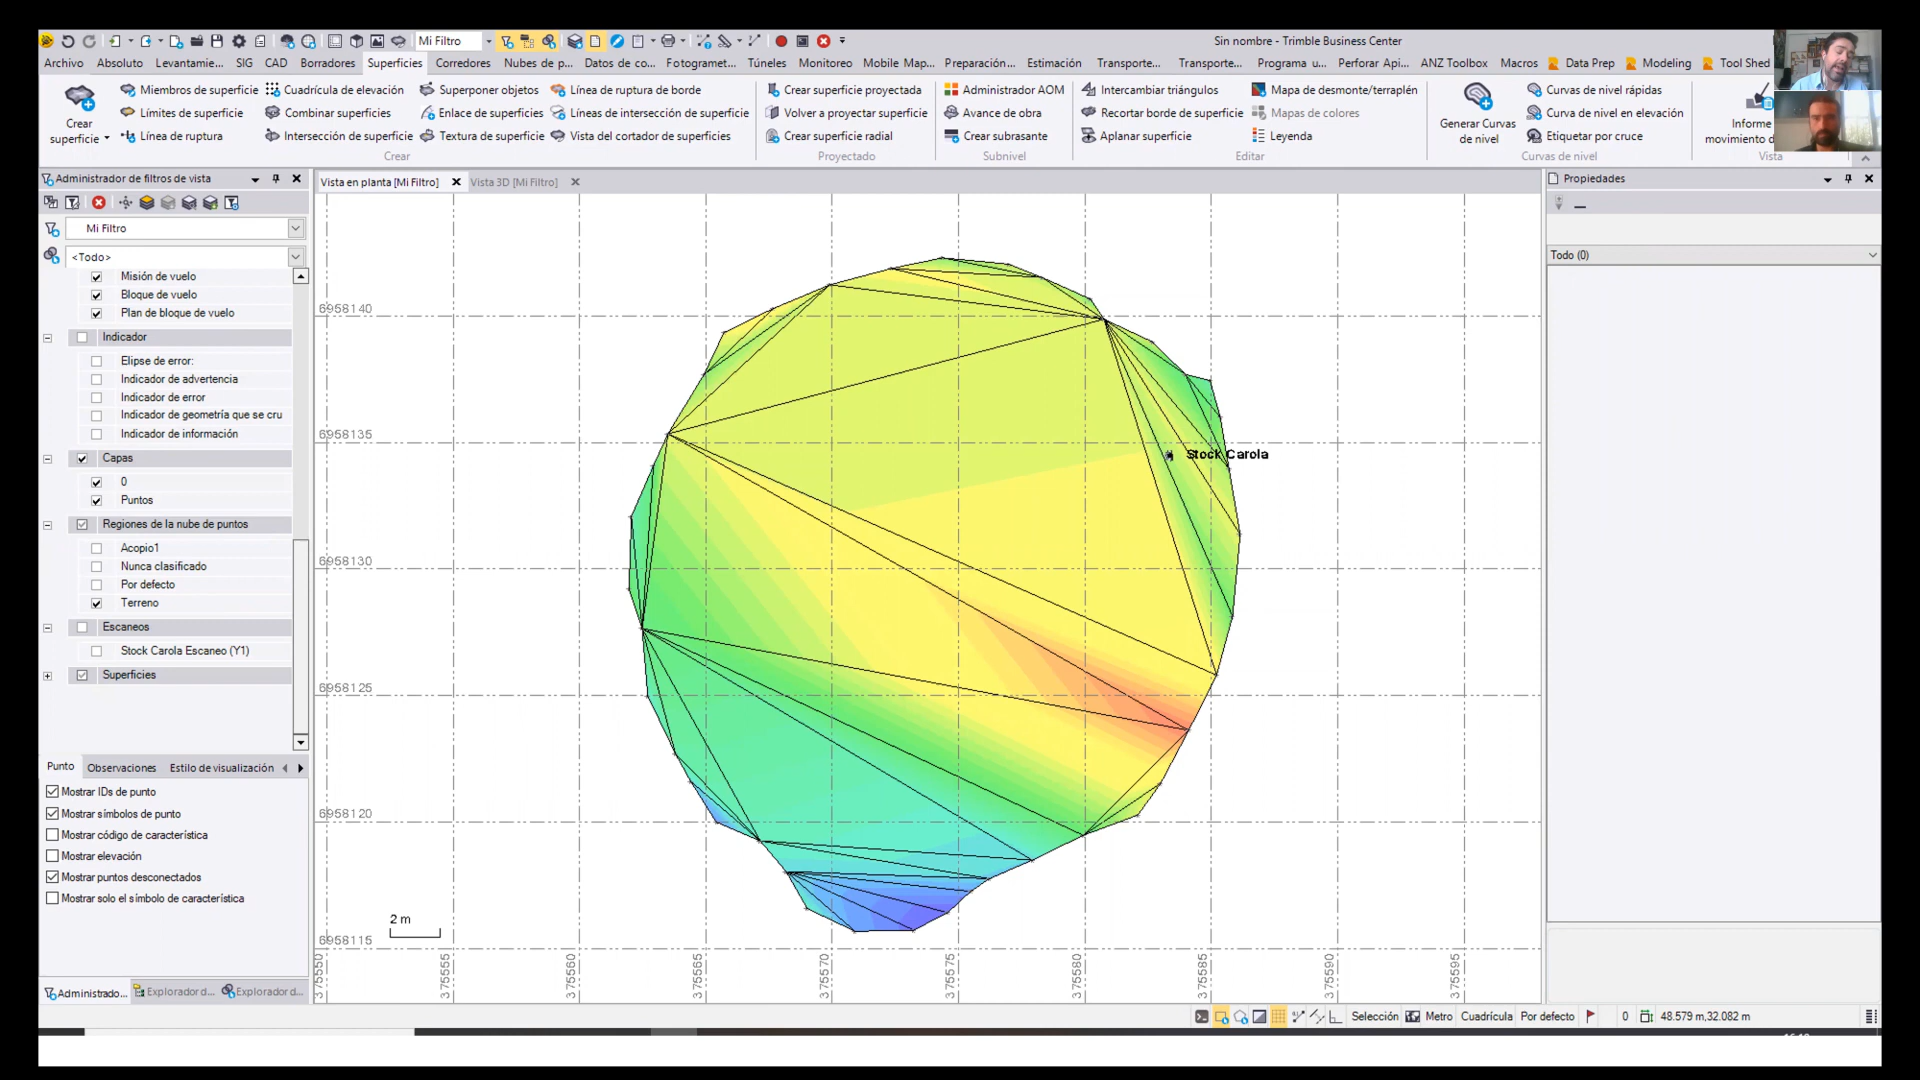 Mi Filtro
Sin nombre - Trimble Business Center
Archivo Absoluto Levantamie... SIG CAD Borradores Superficies Corredores Nubes de p... Datos de co... Fotogramet... Túneles Monitoreo Mobile Map... Preparación... Estimación Transporte... Transporte... Programa u... Perforar Api... ANZ Toolbox Macros Data Prep Modeling Tool Shed
Crear superficie
Miembros de superficie
Límites de superficie
Línea de ruptura
Cuadrícula de elevación
Combinar superficies
Intersección de superficie
Superponer objetos
Enlace de superficies
Textura de superficie
Línea de ruptura de borde
Líneas de intersección de superficie
Vista del cortador de superficies
Crear
Crear superficie proyectada
Volver a proyectar superficie
Crear superficie radial
Proyectado
Administrador AOM
Avance de obra
Crear subrasante
Subnivel
Intercambiar triángulos
Recortar borde de superficie
Aplanar superficie
Mapa de desmonte/terraplén
Mapas de colores
Leyenda
Editar
Generar Curvas de nivel
Curvas de nivel rápidas
Curva de nivel en elevación
Etiquetar por cruce
Curvas de nivel
Informe
movimiento d
Vista
Administrador de filtros de vista
Mi Filtro
<Todo>
Misión de vuelo
Bloque de vuelo
Plan de bloque de vuelo
Indicador
Elipse de error:
Indicador de advertencia
Indicador de error
Indicador de geometría que se cru
Indicador de información
Capas
0
Puntos
Regiones de la nube de puntos
Acopio1
Nunca clasificado
Por defecto
Terreno
Escaneos
Stock Carola Escaneo (Y1)
Superficies
Punto Observaciones Estilo de visualización
Mostrar IDs de punto
Mostrar símbolos de punto
Mostrar código de característica
Mostrar elevación
Mostrar puntos desconectados
Mostrar solo el símbolo de característica
Administrado... Explorador d... Explorador d...
Vista en planta [Mi Filtro] Vista 3D [Mi Filtro]
6958140
6958135
6958130
6958125
6958120
6958115
Stock Carola
2 m
375550 375555 375560 375565 375570 375575 375580 375585 375590 375595
Propiedades
Todo (0)
Selección Metro Cuadrícula Por defecto 0 48.579 m,32.082 m